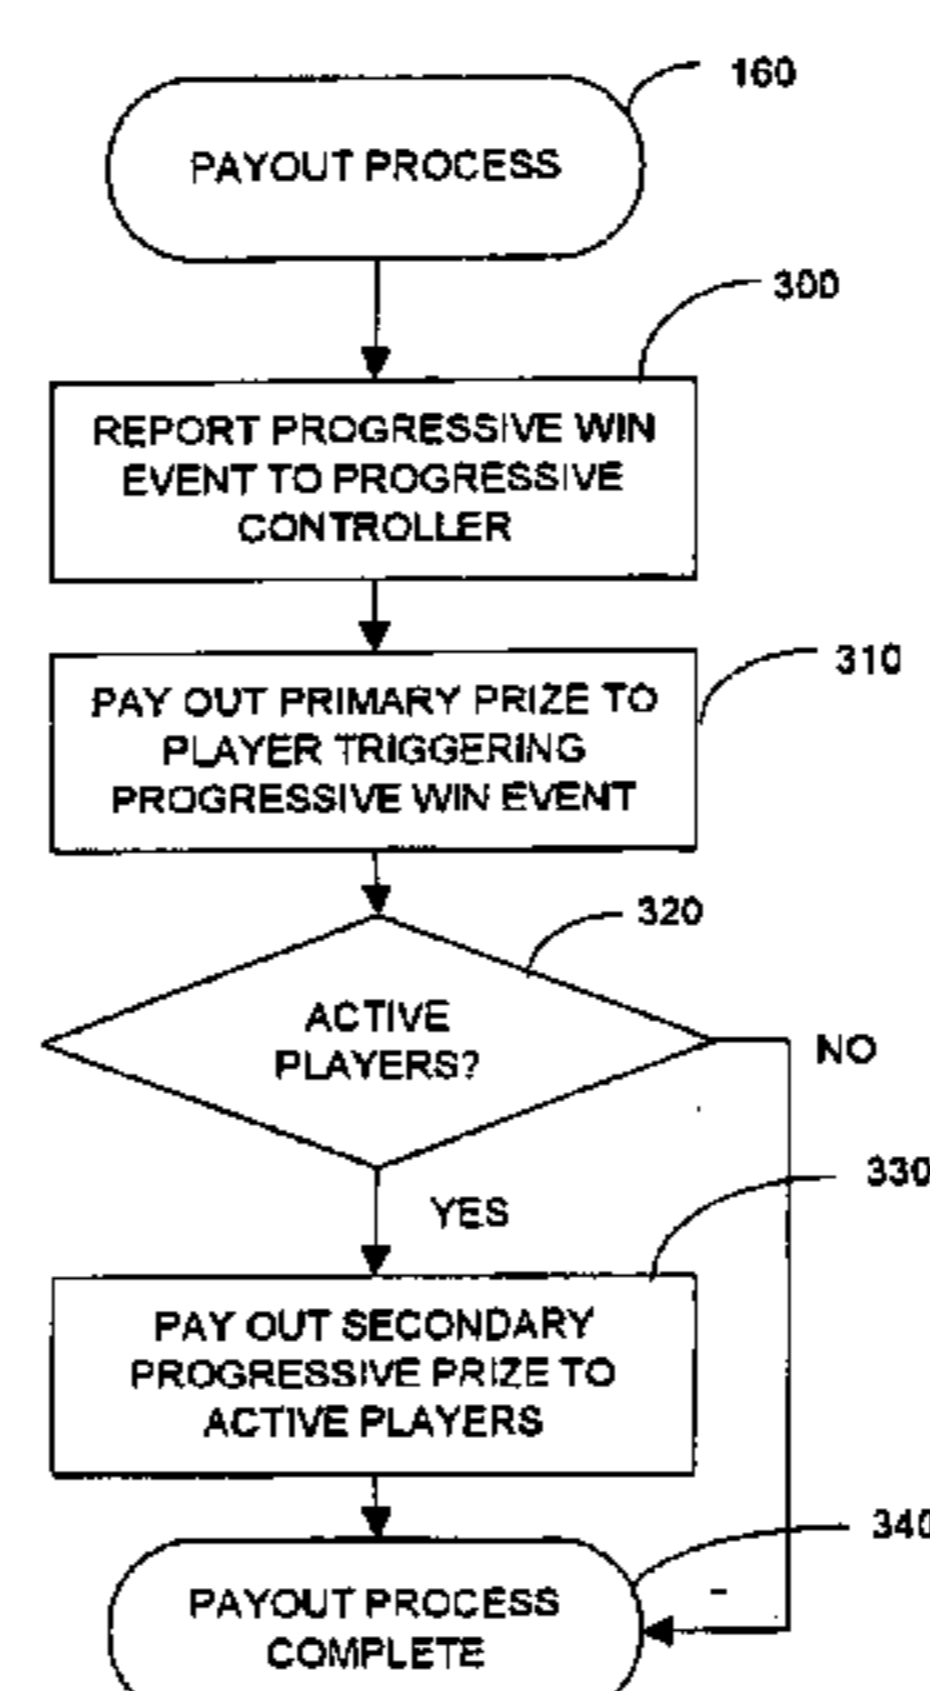 160
PAYOUT PROCESS
300
REPORT PROGRESSIVE WIN
EVENT TO PROGRESSIVE
CONTROLLER
310
PAY OUT PRIMARY PRIZE TO
PLAYER TRIGGERING
PROGRESSIVE WIN EVENT
320
ACTIVE
PLAYERS?
NO
YES
330
PAY OUT SECONDARY
PROGRESSIVE PRIZE TO
ACTIVE PLAYERS
340
PAYOUT PROCESS
COMPLETE